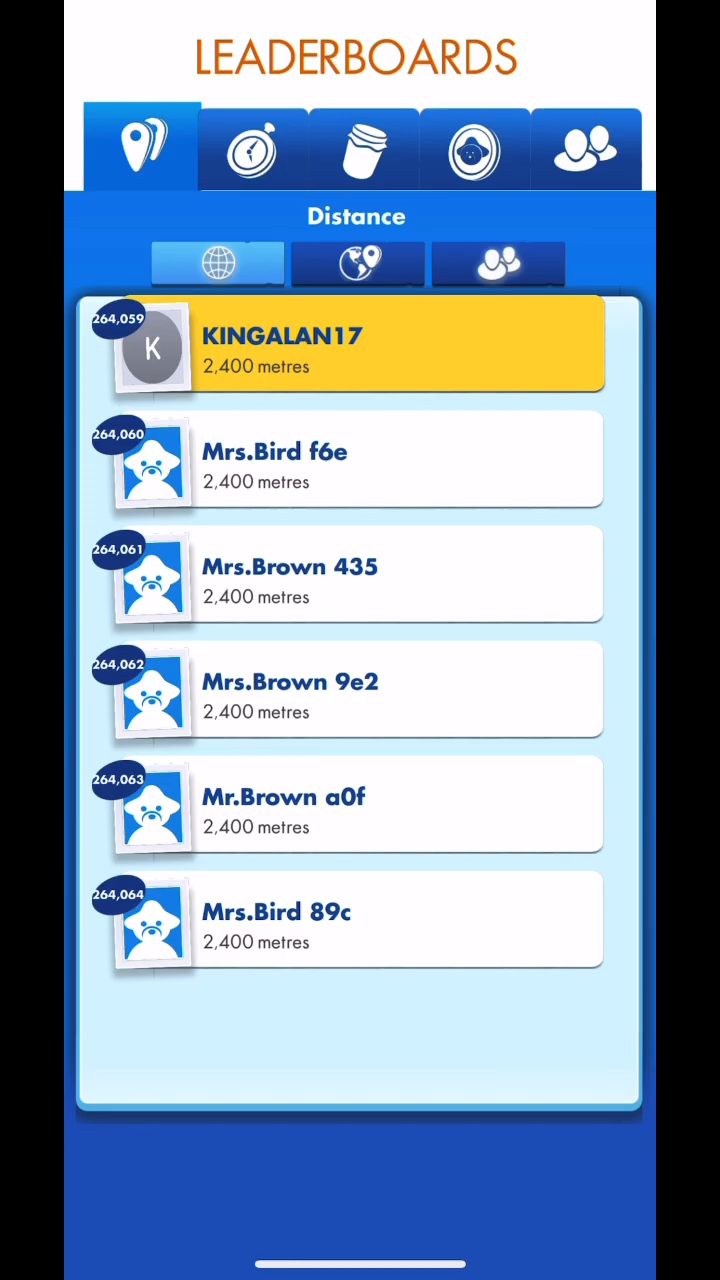 LEADERBOARDS
Distance
264,059
K
KINGALAN17
2,400 metres
264,060
Mrs.Bird f6e
2,400 metres
264,061
Mrs.Brown 435
2,400 metres
264,062
Mrs.Brown 9e2
2,400 metres
264,063
Mr.Brown a0f
2,400 metres
264,064
Mrs.Bird 89c
2,400 metres